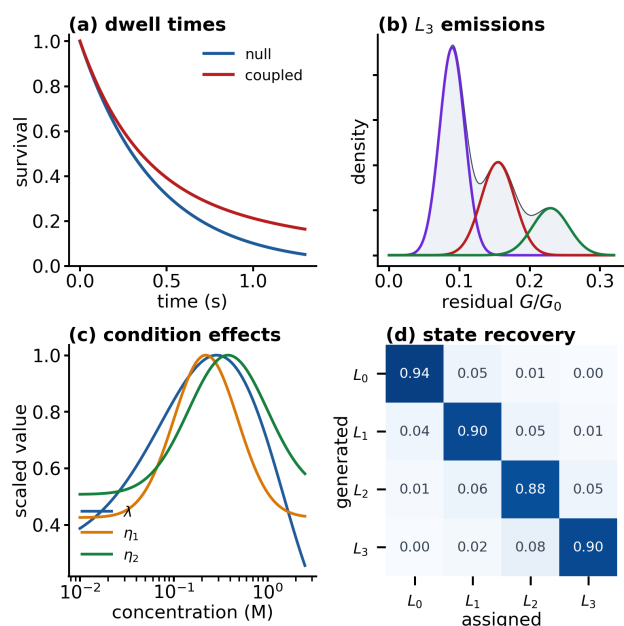 (a) dwell times
1.0
0.8
0.6
0.4
0.2
0.0
survival
null
coupled
0.0 0.5 1.0
time (s)
(b) L₃ emissions
density
0.0 0.1 0.2 0.3
residual G/G₀
(c) condition effects
1.0
0.8
0.6
0.4
scaled value
λ
η₁
η₂
10⁻² 10⁻¹ 10⁰
concentration (M)
(d) state recovery
generated
L₀ 0.94 0.05 0.01 0.00
L₁ 0.04 0.90 0.05 0.01
L₂ 0.01 0.06 0.88 0.05
L₃ 0.00 0.02 0.08 0.90
L₀ L₁ L₂ L₃
assigned